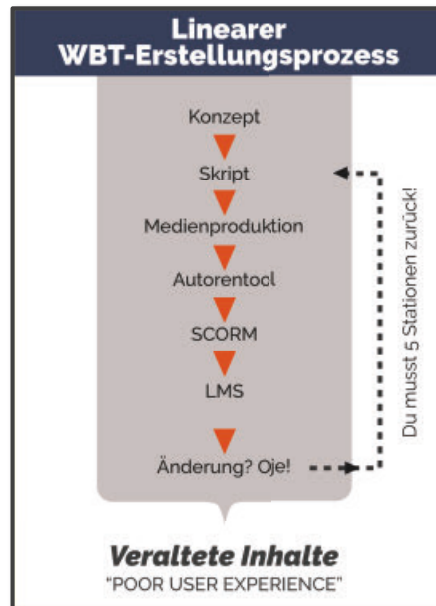 Linearer
WBT-Erstellungsprozess
Konzept
Skript
Medienproduktion
Autorentool
SCORM
LMS
Änderung? Oje!
Du musst 5 Stationen zurück!
Veraltete Inhalte
"POOR USER EXPERIENCE"